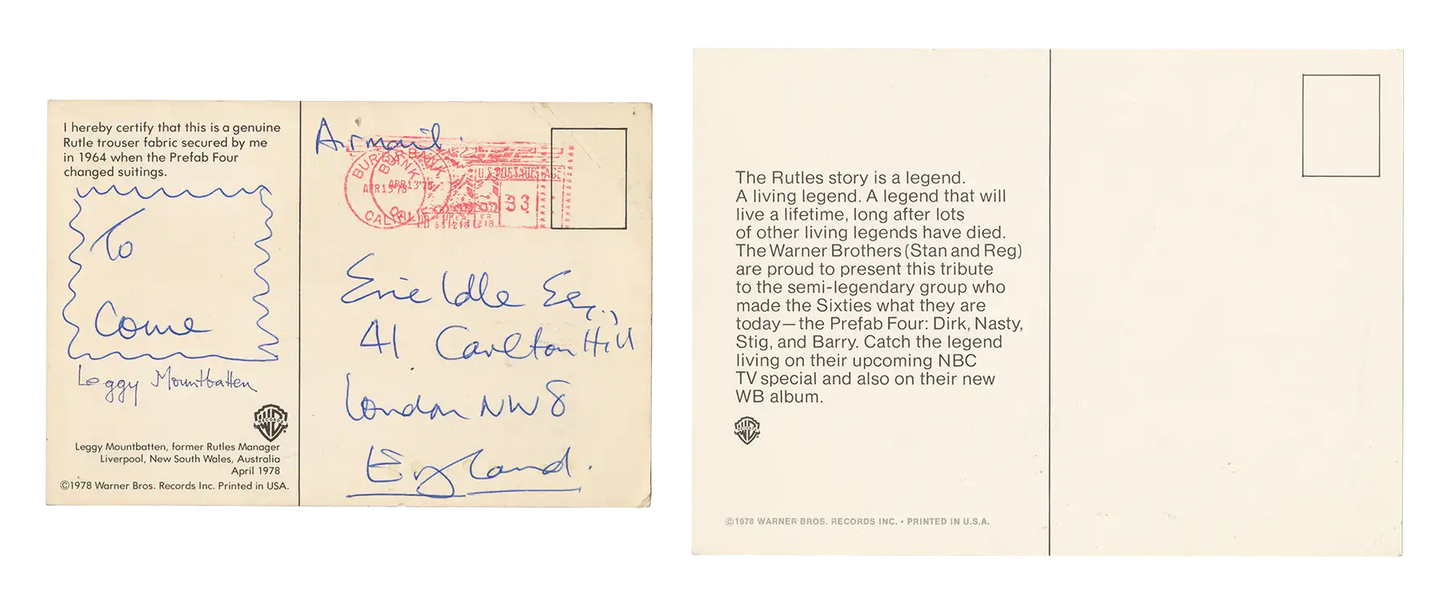 I hereby certify that this is a genuine
Rutle trouser fabric secured by me
in 1964 when the Prefab Four
changed suitings.
To
Come
Leggy Mountbatten
Leggy Mountbatten, former Rutles Manager
Liverpool, New South Wales, Australia
April 1978
©1978 Warner Bros. Records Inc. Printed in USA.
Airmail.
BURBANK
APR 13'78
CALIF
U.S. POSTAGE
33
Eric Idle Esq.,
41 Carlton Hill
London NW8
England.
The Rutles story is a legend.
A living legend. A legend that will
live a lifetime, long after lots
of other living legends have died.
The Warner Brothers (Stan and Reg)
are proud to present this tribute
to the semi-legendary group who
made the Sixties what they are
today—the Prefab Four: Dirk, Nasty,
Stig, and Barry. Catch the legend
living on their upcoming NBC
TV special and also on their new
WB album.
©1978 WARNER BROS. RECORDS INC. • PRINTED IN U.S.A.